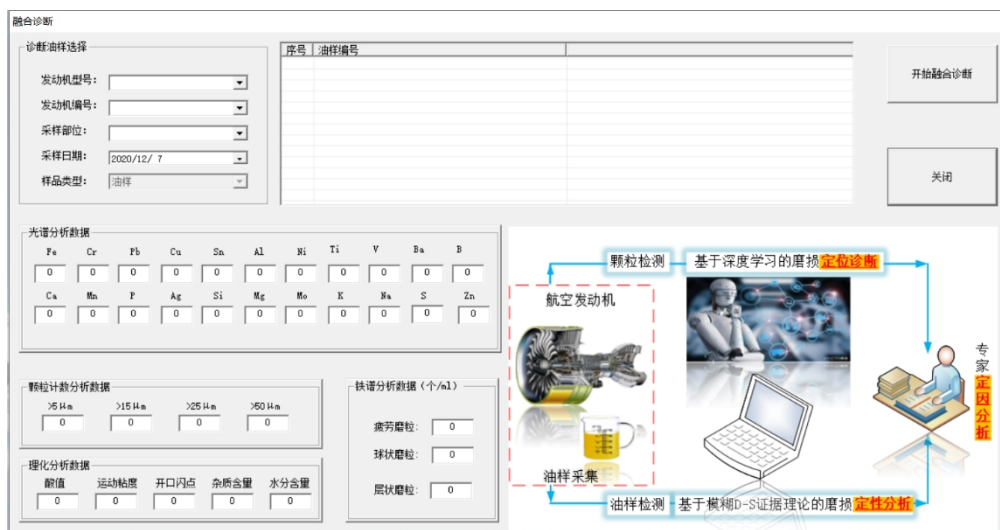 融合诊断
诊断油样选择
发动机型号:
发动机编号:
采样部位:
采样日期: 2020/12/ 7
样品类型: 油样
序号 油样编号
开始融合诊断
关闭
光谱分析数据
Fe Cr Pb Cu Sn Al Ni Ti V Ba B
0 0 0 0 0 0 0 0 0 0 0
Ca Mn P Ag Si Mg Mo K Na S Zn
0 0 0 0 0 0 0 0 0 0 0
颗粒计数分析数据
>5μm >15μm >25μm >50μm
0 0 0 0
理化分析数据
酸值 运动粘度 开口闪点 杂质含量 水分含量
0 0 0 0 0
铁谱分析数据(个/ml)
疲劳磨粒: 0
球状磨粒: 0
层状磨粒: 0
颗粒检测 基于深度学习的磨损定位诊断
航空发动机
油样采集
油样检测 基于模糊D-S证据理论的磨损定性分析
专家定因分析